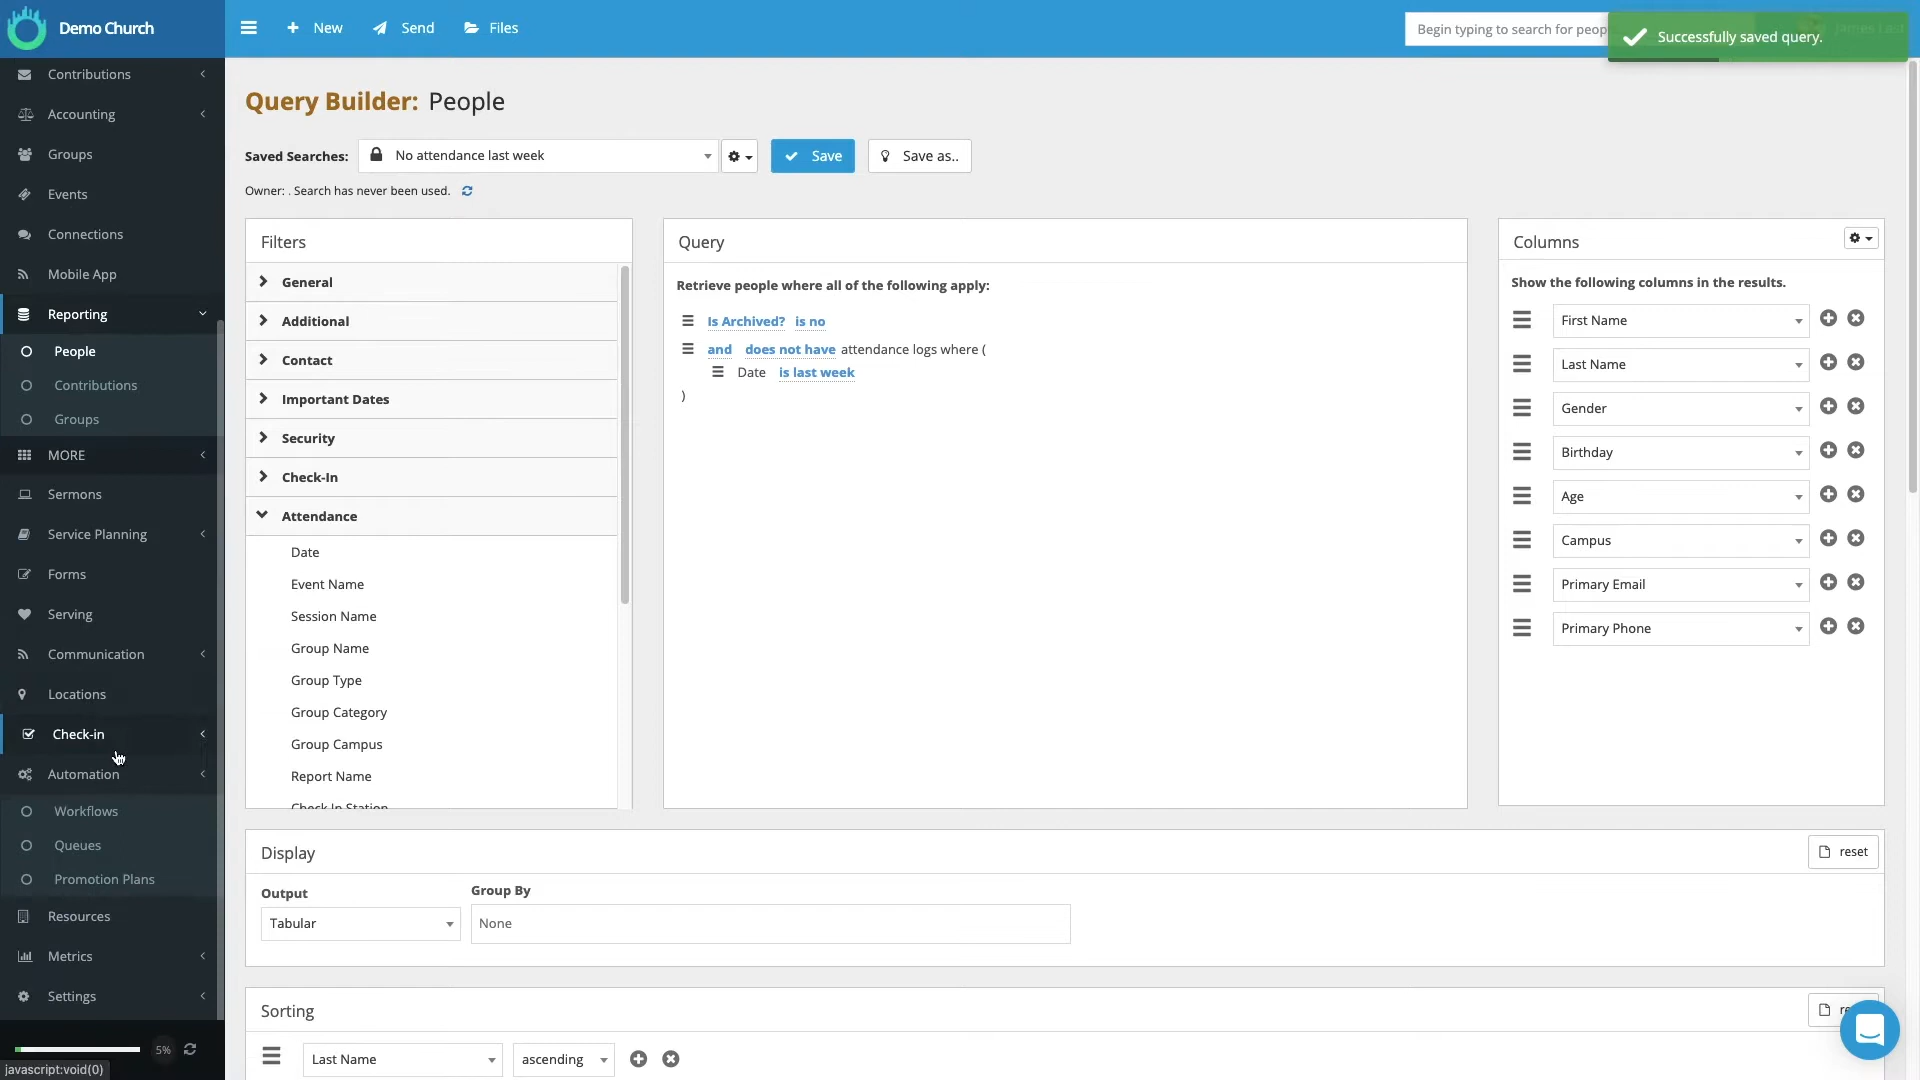 Demo Church
New
Send
Files
Begin typing to search for peop
Successfully saved query.
Contributions
Accounting
Groups
Events
Connections
Mobile App
Reporting
People
Contributions
Groups
MORE
Sermons
Service Planning
Forms
Serving
Communication
Locations
Check-in
Automation
Workflows
Queues
Promotion Plans
Resources
Metrics
Settings
5%
javascript:void(0)
Query Builder: People
Saved Searches:
No attendance last week
Save
Save as..
Owner: . Search has never been used.
Filters
General
Additional
Contact
Important Dates
Security
Check-In
Attendance
Date
Event Name
Session Name
Group Name
Group Type
Group Category
Group Campus
Report Name
Check In Station
Query
Retrieve people where all of the following apply:
Is Archived? is no
and does not have attendance logs where (
Date is last week
)
Columns
Show the following columns in the results.
First Name
Last Name
Gender
Birthday
Age
Campus
Primary Email
Primary Phone
Display
reset
Output
Group By
Tabular
None
Sorting
Last Name
ascending